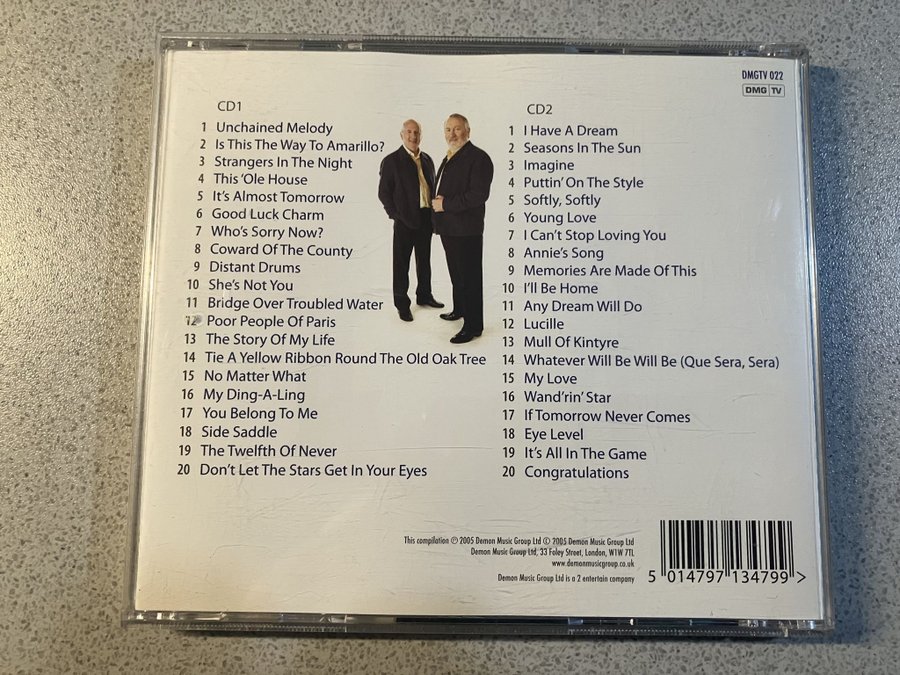 DMGTV 022
DMG TV
CD1
1 Unchained Melody
2 Is This The Way To Amarillo?
3 Strangers In The Night
4 This 'Ole House
5 It's Almost Tomorrow
6 Good Luck Charm
7 Who's Sorry Now?
8 Coward Of The County
9 Distant Drums
10 She's Not You
11 Bridge Over Troubled Water
12 Poor People Of Paris
13 The Story Of My Life
14 Tie A Yellow Ribbon Round The Old Oak Tree
15 No Matter What
16 My Ding-A-Ling
17 You Belong To Me
18 Side Saddle
19 The Twelfth Of Never
20 Don't Let The Stars Get In Your Eyes
CD2
1 I Have A Dream
2 Seasons In The Sun
3 Imagine
4 Puttin' On The Style
5 Softly, Softly
6 Young Love
7 I Can't Stop Loving You
8 Annie's Song
9 Memories Are Made Of This
10 I'll Be Home
11 Any Dream Will Do
12 Lucille
13 Mull Of Kintyre
14 Whatever Will Be Will Be (Que Sera, Sera)
15 My Love
16 Wand'rin' Star
17 If Tomorrow Never Comes
18 Eye Level
19 It's All In The Game
20 Congratulations
This compilation ℗ 2005 Demon Music Group Ltd © 2005 Demon Music Group Ltd
Demon Music Group Ltd, 33 Foley Street, London, W1W 7TL
www.demonmusicgroup.co.uk
Demon Music Group Ltd is a 2 entertain company
5 014797 134799 >